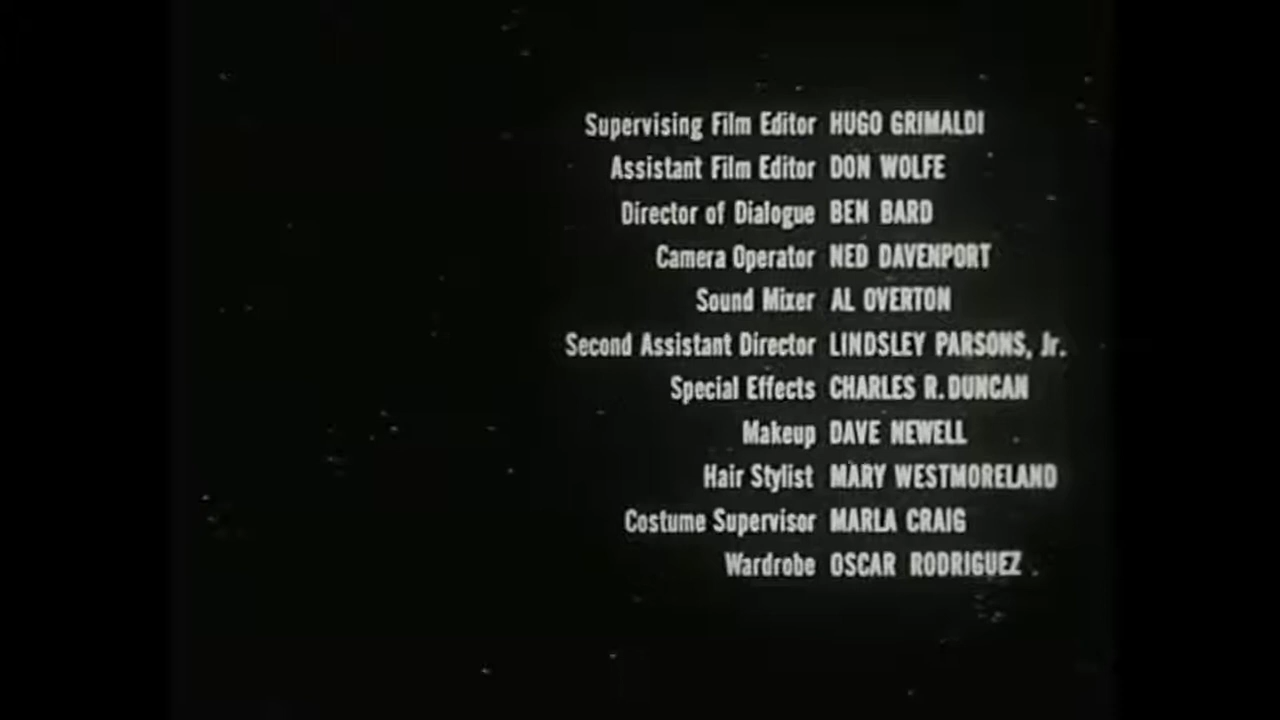 Supervising Film Editor HUGO GRIMALDI
Assistant Film Editor DON WOLFE
Director of Dialogue BEN BARD
Camera Operator NED DAVENPORT
Sound Mixer AL OVERTON
Second Assistant Director LINDSLEY PARSONS, Jr.
Special Effects CHARLES R. DUNCAN
Makeup DAVE NEWELL
Hair Stylist MARY WESTMORELAND
Costume Supervisor MARLA CRAIG
Wardrobe OSCAR RODRIGUEZ